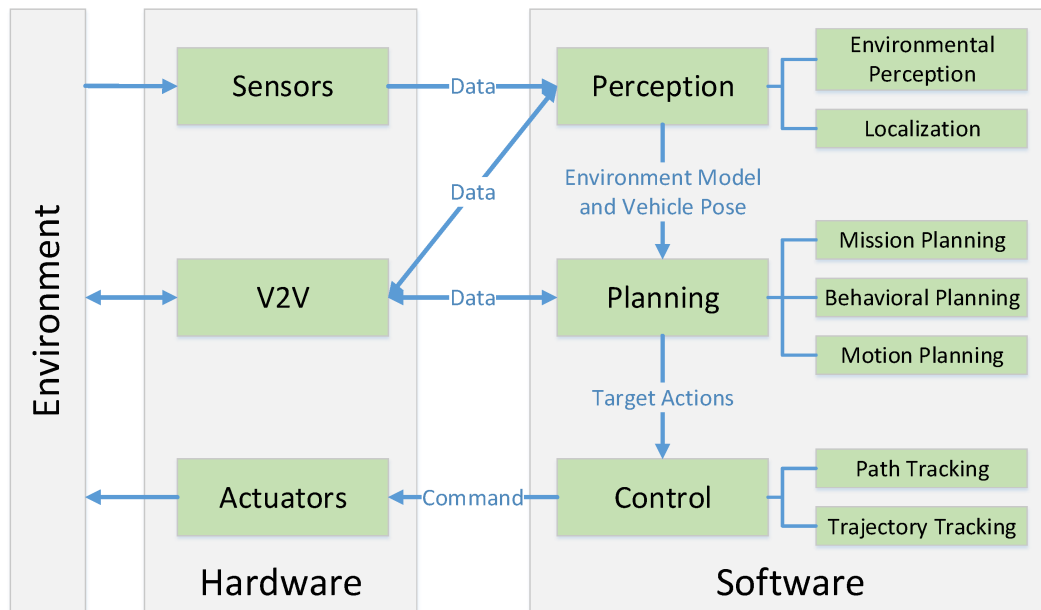 Environment
Sensors
V2V
Actuators
Hardware
Data
Data
Data
Command
Perception
Environment Model
and Vehicle Pose
Planning
Target Actions
Control
Software
Environmental
Perception
Localization
Mission Planning
Behavioral Planning
Motion Planning
Path Tracking
Trajectory Tracking